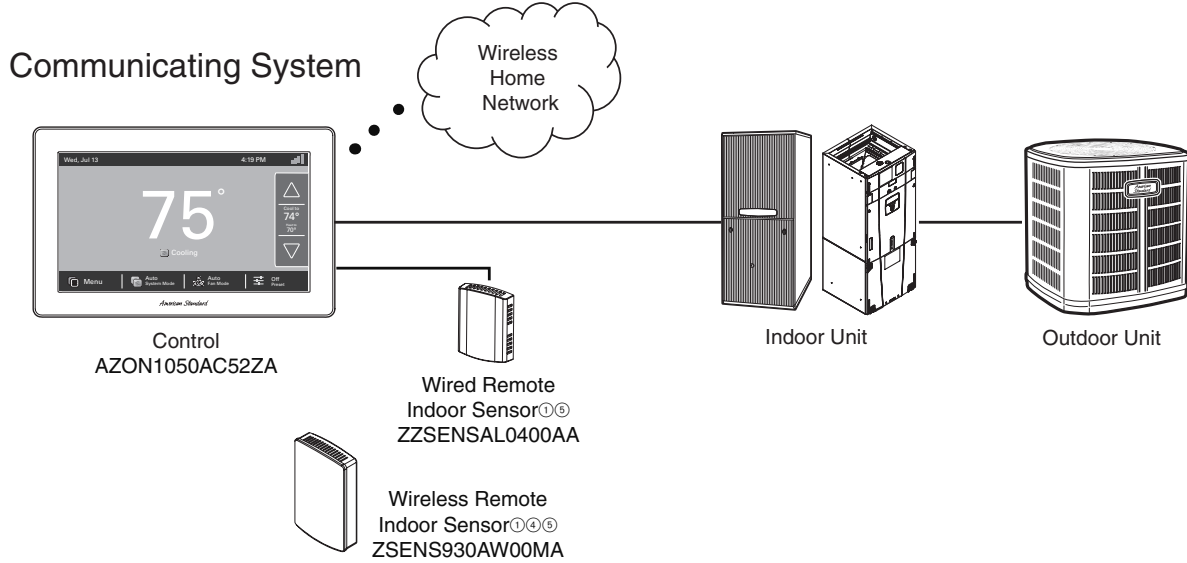 Communicating System
Wireless
Home
Network
Wed, Jul 13
4:19 PM
75°
Cooling
Cool to
74°
Heat to
70°
Menu
Auto
System Mode
Auto
Fan Mode
Off
Preset
American Standard
Control
AZON1050AC52ZA
Wired Remote
Indoor Sensor①⑤
ZZSENSAL0400AA
Wireless Remote
Indoor Sensor①④⑤
ZSENS930AW00MA
Indoor Unit
American
Standard
Outdoor Unit